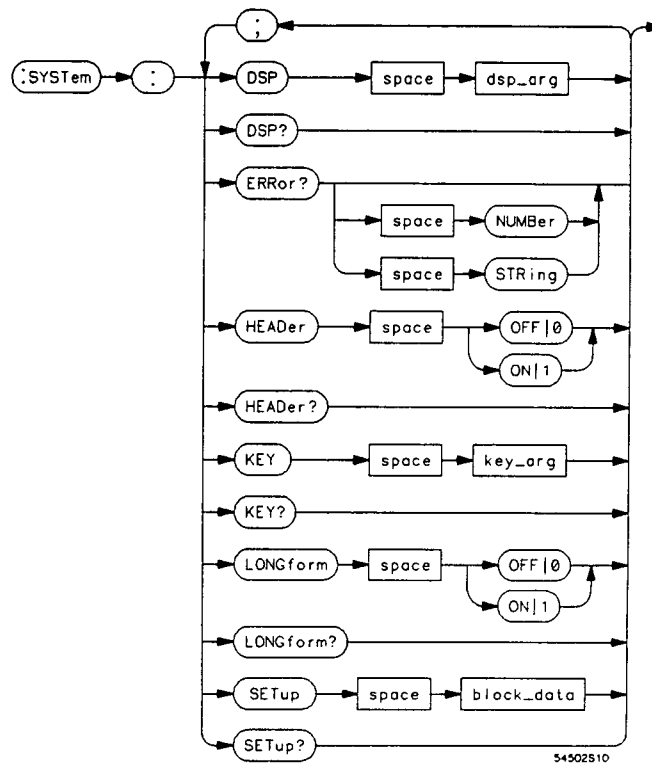 ;
:SYSTem : DSP space dsp_arg
DSP?
ERRor?
space NUMBer
space STRing
HEADer space OFF|0
ON|1
HEADer?
KEY space key_arg
KEY?
LONGform space OFF|0
ON|1
LONGform?
SETup space block_data
SETup?
54502S10